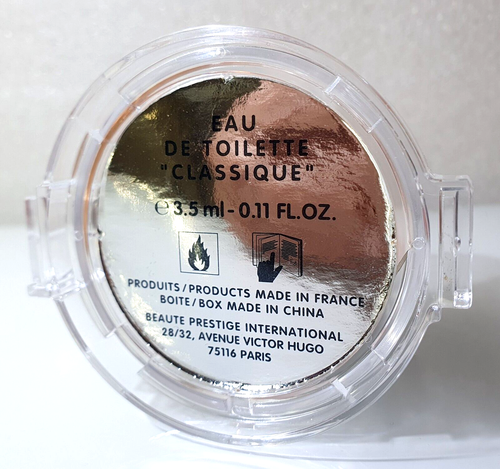 EAU
DE TOILETTE
"CLASSIQUE"
℮ 3.5 ml - 0.11 FL.OZ.
PRODUITS/PRODUCTS MADE IN FRANCE
BOITE/BOX MADE IN CHINA
BEAUTE PRESTIGE INTERNATIONAL
28/32, AVENUE VICTOR HUGO
75116 PARIS